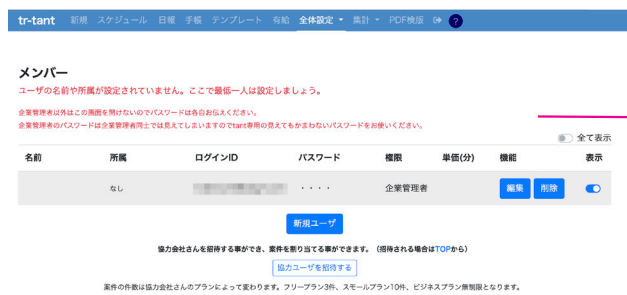 tr-tant 新規 スケジュール 日報 手帳 テンプレート 有給 全体設定 集計 PDF検版 ?
メンバー
ユーザの名前や所属が設定されていません。ここで最低一人は設定しましょう。
企業管理者以外はこの画面を開けないのでパスワードは各自お伝えください。
企業管理者のパスワードは企業管理者同士では見えてしまいますのでtant専用の見えてもかまわないパスワードをお使いください。
全て表示
名前 所属 ログインID パスワード 権限 単価(分) 機能 表示
なし ・・・・ 企業管理者 編集 削除
新規ユーザ
協力会社さんを招待する事ができ、案件を割り当てる事ができます。（招待される場合はTOPから）
協力ユーザを招待する
案件の件数は協力会社さんのプランによって変わります。フリープラン3件、スモールプラン10件、ビジネスプラン無制限となります。